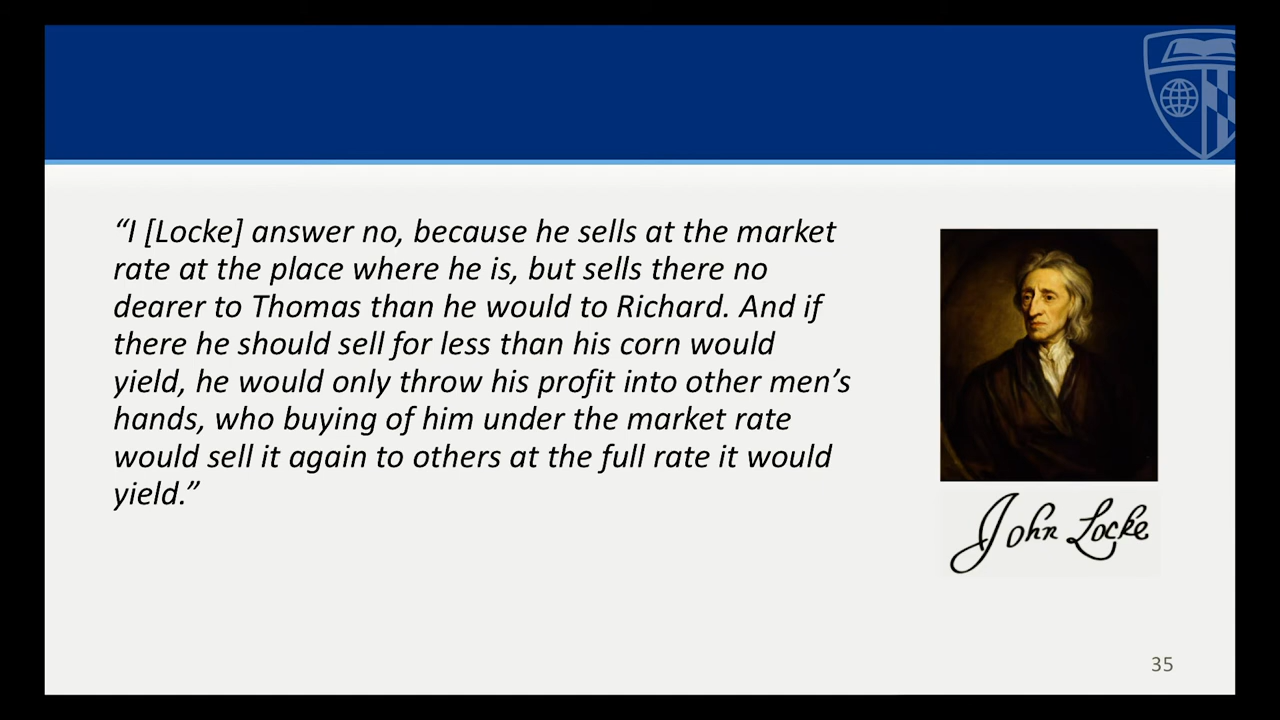 “I [Locke] answer no, because he sells at the market
rate at the place where he is, but sells there no
dearer to Thomas than he would to Richard. And if
there he should sell for less than his corn would
yield, he would only throw his profit into other men’s
hands, who buying of him under the market rate
would sell it again to others at the full rate it would
yield.”
John Locke
35